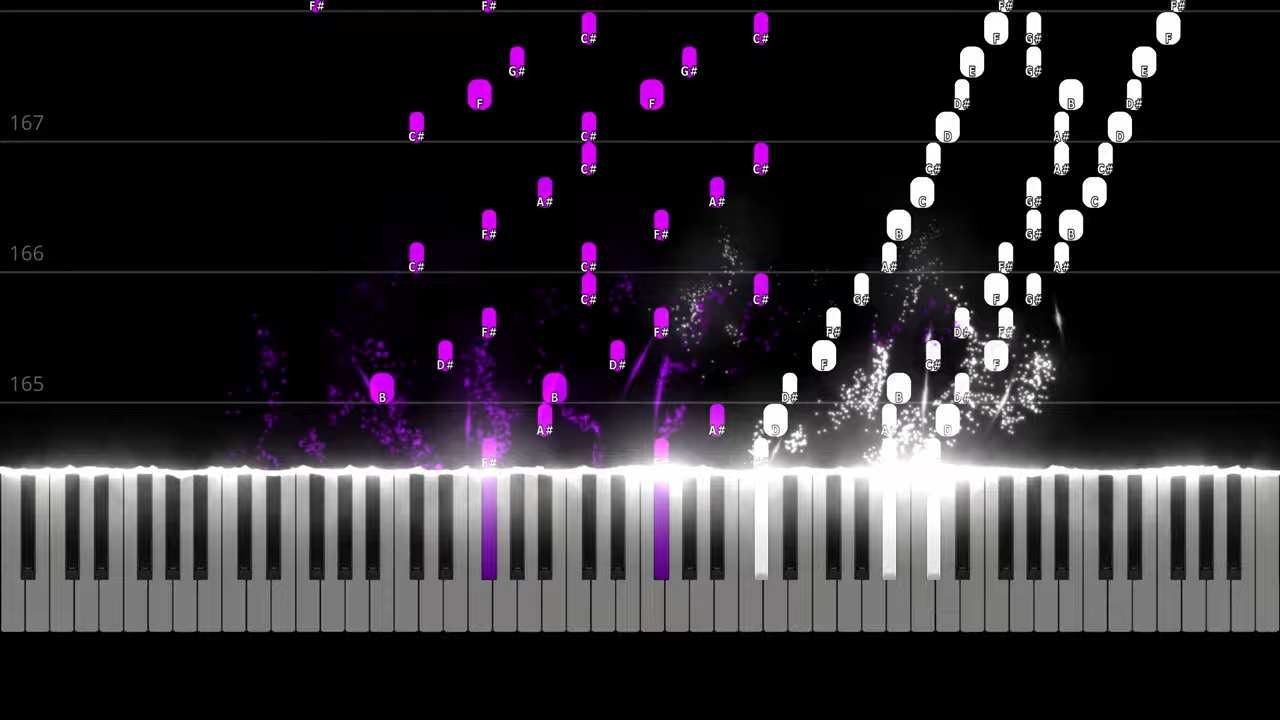 F# F# F# F#
C# C# F G# F
G# G# E G# E
F F D# B D#
167 C# C# D A# D
C# C# C# A# C#
A# A# C G# C
F# F# B G# B
166 C# C# A# F# A#
C# C# G# F G#
F# F# F# D# F#
D# D# F C# F
165 B B D# B D#
A# A# D A# D
F#